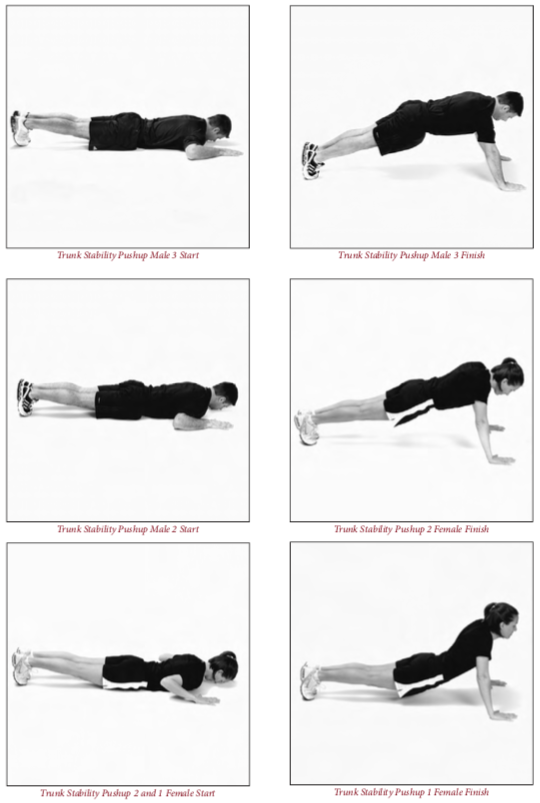 Trunk Stability Pushup Male 3 Start
Trunk Stability Pushup Male 3 Finish
Trunk Stability Pushup Male 2 Start
Trunk Stability Pushup 2 Female Finish
Trunk Stability Pushup 2 and 1 Female Start
Trunk Stability Pushup 1 Female Finish